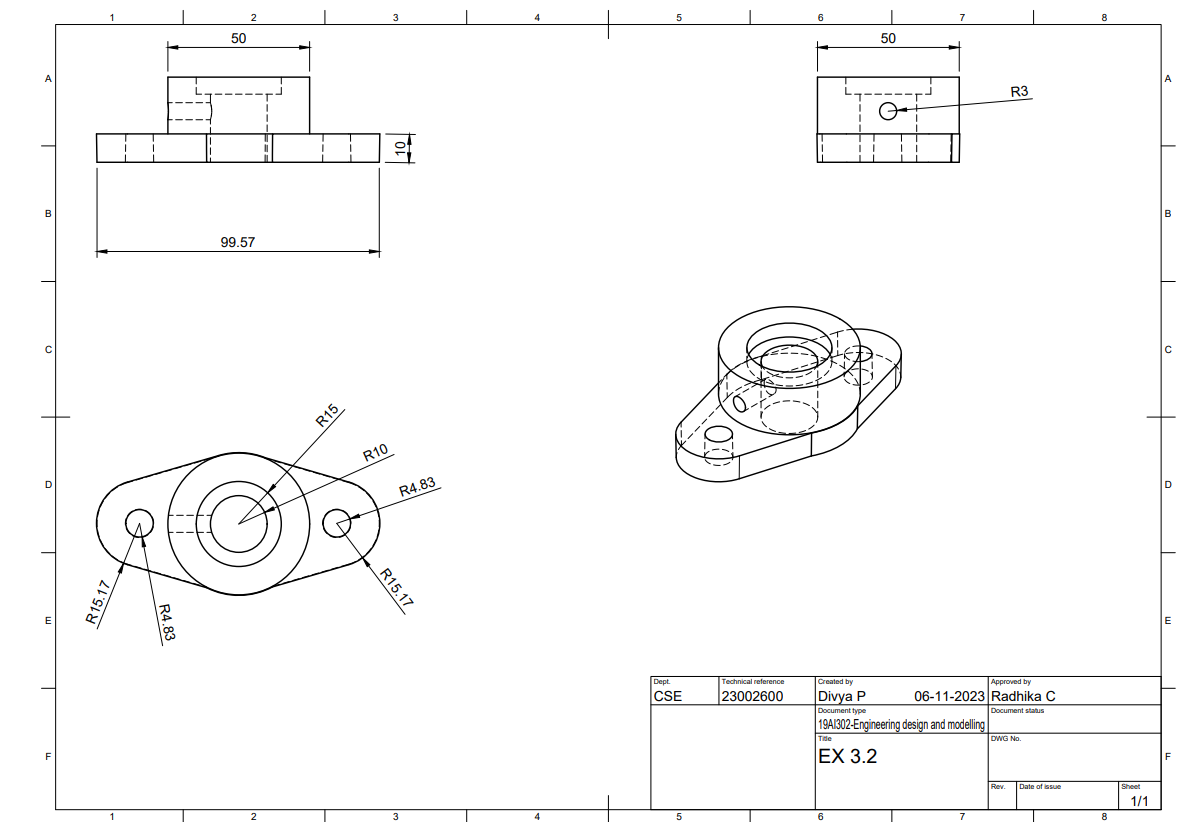 1 2 3 4 5 6 7 8
A A
B B
C C
D D
E E
F F
50
10
99.57
50
R3
R15
R10
R4.83
R15.17
R4.83
R15.17
Dept.
CSE
Technical reference
23002600
Created by
Divya P 06-11-2023
Approved by
Radhika C
Document type
19AI302-Engineering design and modelling
Document status
Title
EX 3.2
DWG No.
Rev.
Date of issue
Sheet
1/1
1 2 3 4 5 6 7 8